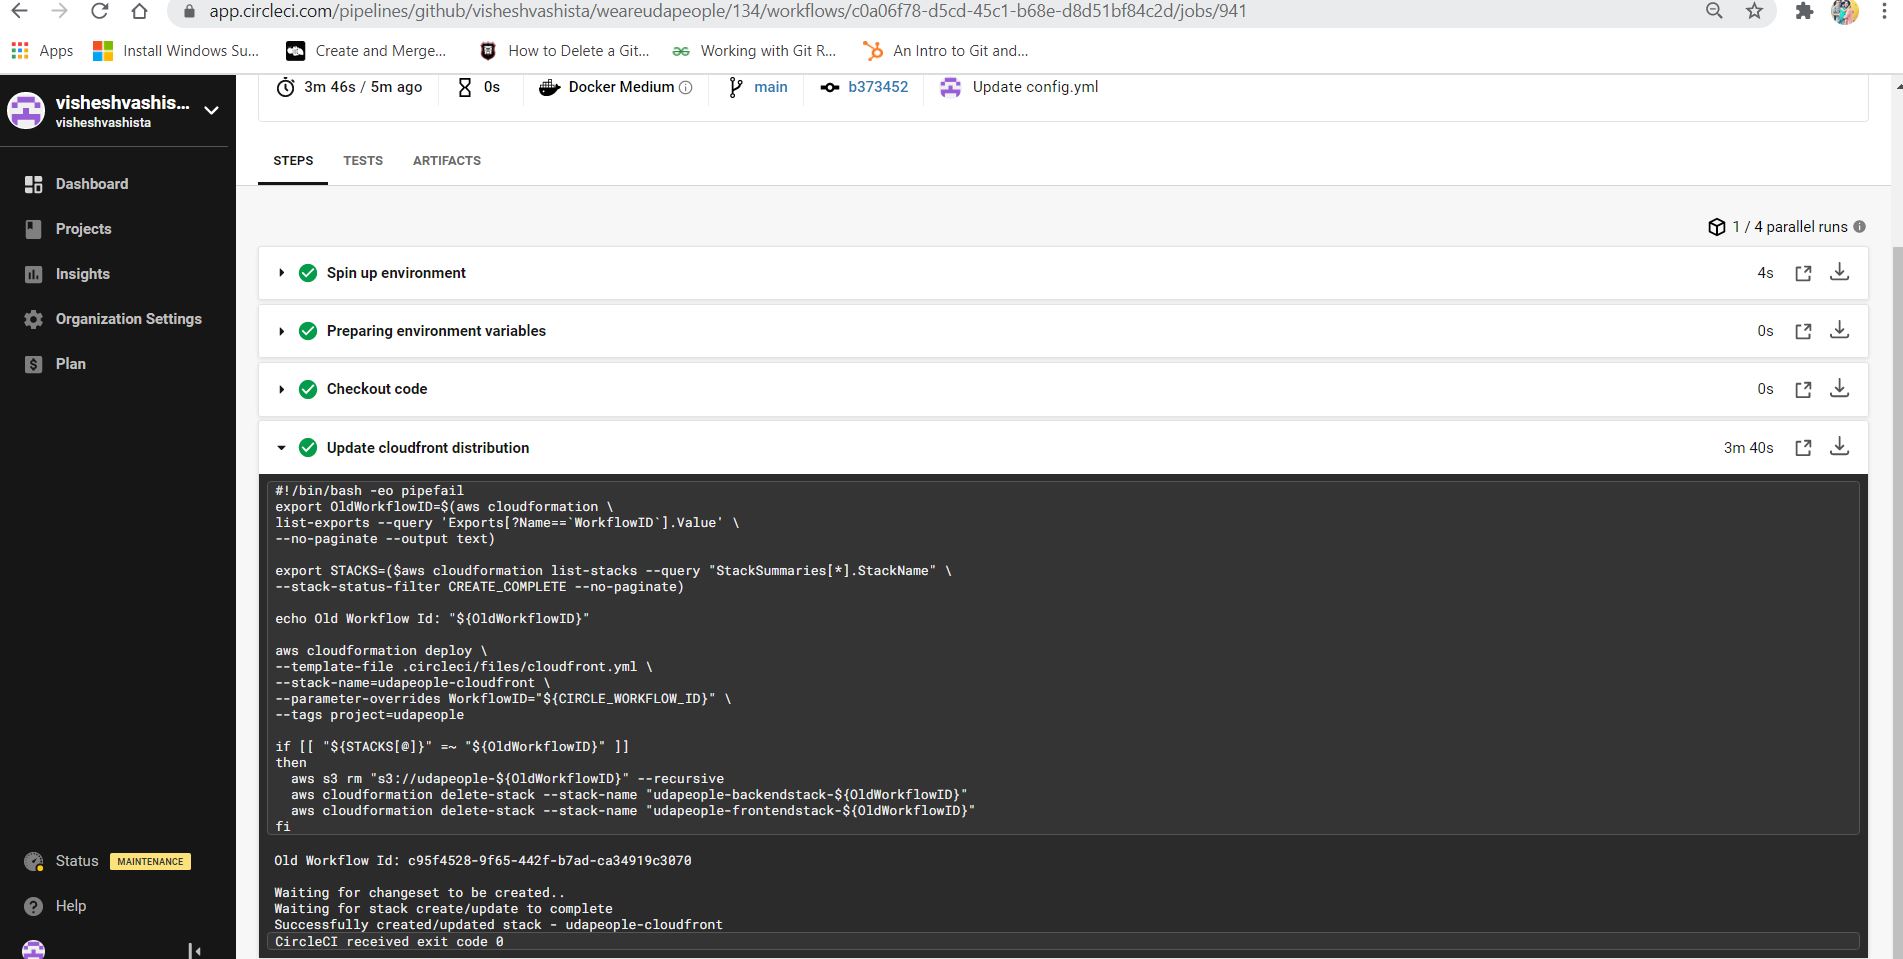 app.circleci.com/pipelines/github/visheshvashista/weareudapeople/134/workflows/c0a06f78-d5cd-45c1-b68e-d8d51bf84c2d/jobs/941
Apps Install Windows Su... Create and Merge... How to Delete a Git... Working with Git R... An Intro to Git and...
visheshvashis...
visheshvashista
3m 46s / 5m ago 0s Docker Medium main b373452 Update config.yml
STEPS TESTS ARTIFACTS
Dashboard
Projects
Insights
Organization Settings
$ Plan
1 / 4 parallel runs
Spin up environment 4s
Preparing environment variables 0s
Checkout code 0s
Update cloudfront distribution 3m 40s
#!/bin/bash -eo pipefail
export OldWorkflowID=$(aws cloudformation \
list-exports --query 'Exports[?Name==`WorkflowID`].Value' \
--no-paginate --output text)
export STACKS=($aws cloudformation list-stacks --query "StackSummaries[*].StackName" \
--stack-status-filter CREATE_COMPLETE --no-paginate)
echo Old Workflow Id: "${OldWorkflowID}"
aws cloudformation deploy \
--template-file .circleci/files/cloudfront.yml \
--stack-name=udapeople-cloudfront \
--parameter-overrides WorkflowID="${CIRCLE_WORKFLOW_ID}" \
--tags project=udapeople
if [[ "${STACKS[@]}" =~ "${OldWorkflowID}" ]]
then
aws s3 rm "s3://udapeople-${OldWorkflowID}" --recursive
aws cloudformation delete-stack --stack-name "udapeople-backendstack-${OldWorkflowID}"
aws cloudformation delete-stack --stack-name "udapeople-frontendstack-${OldWorkflowID}"
fi
Old Workflow Id: c95f4528-9f65-442f-b7ad-ca34919c3070
Waiting for changeset to be created..
Waiting for stack create/update to complete
Successfully created/updated stack - udapeople-cloudfront
CircleCI received exit code 0
Status MAINTENANCE
? Help